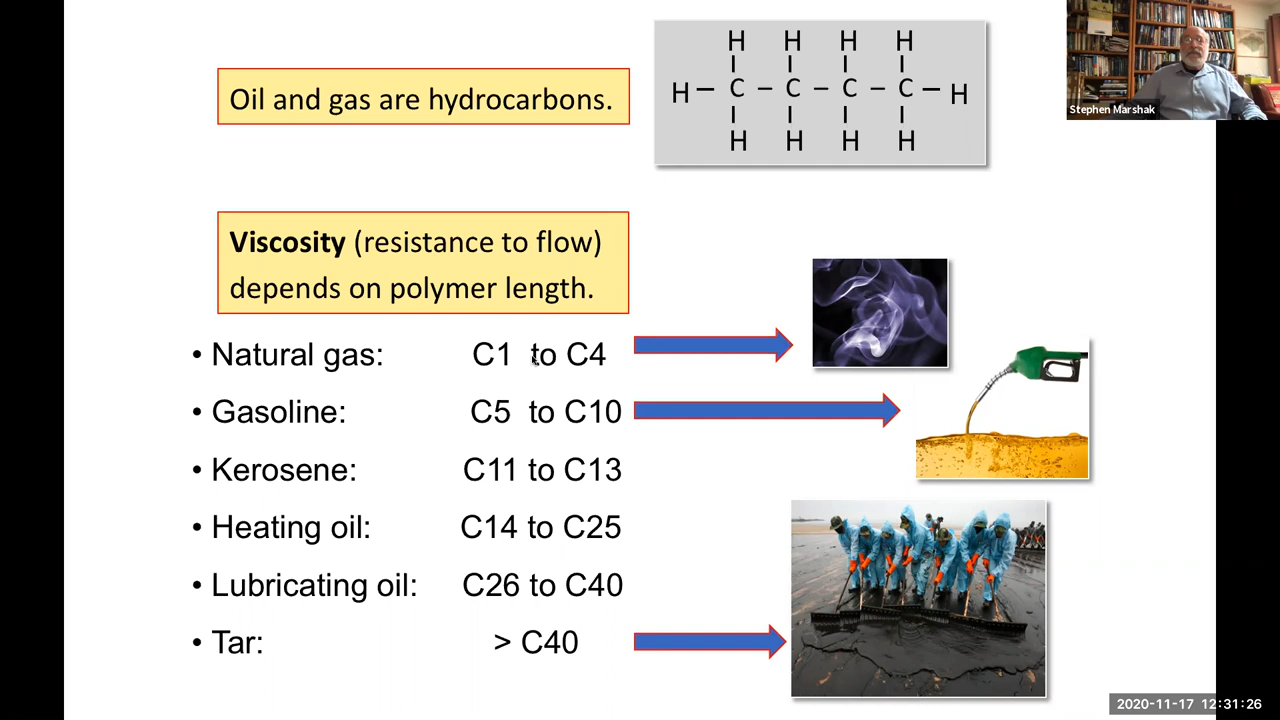 Oil and gas are hydrocarbons.
H H H H
H – C – C – C – C – H
H H H H
Stephen Marshak
Viscosity (resistance to flow)
depends on polymer length.
• Natural gas: C1 to C4
• Gasoline: C5 to C10
• Kerosene: C11 to C13
• Heating oil: C14 to C25
• Lubricating oil: C26 to C40
• Tar: > C40
2020-11-17 12:31:26